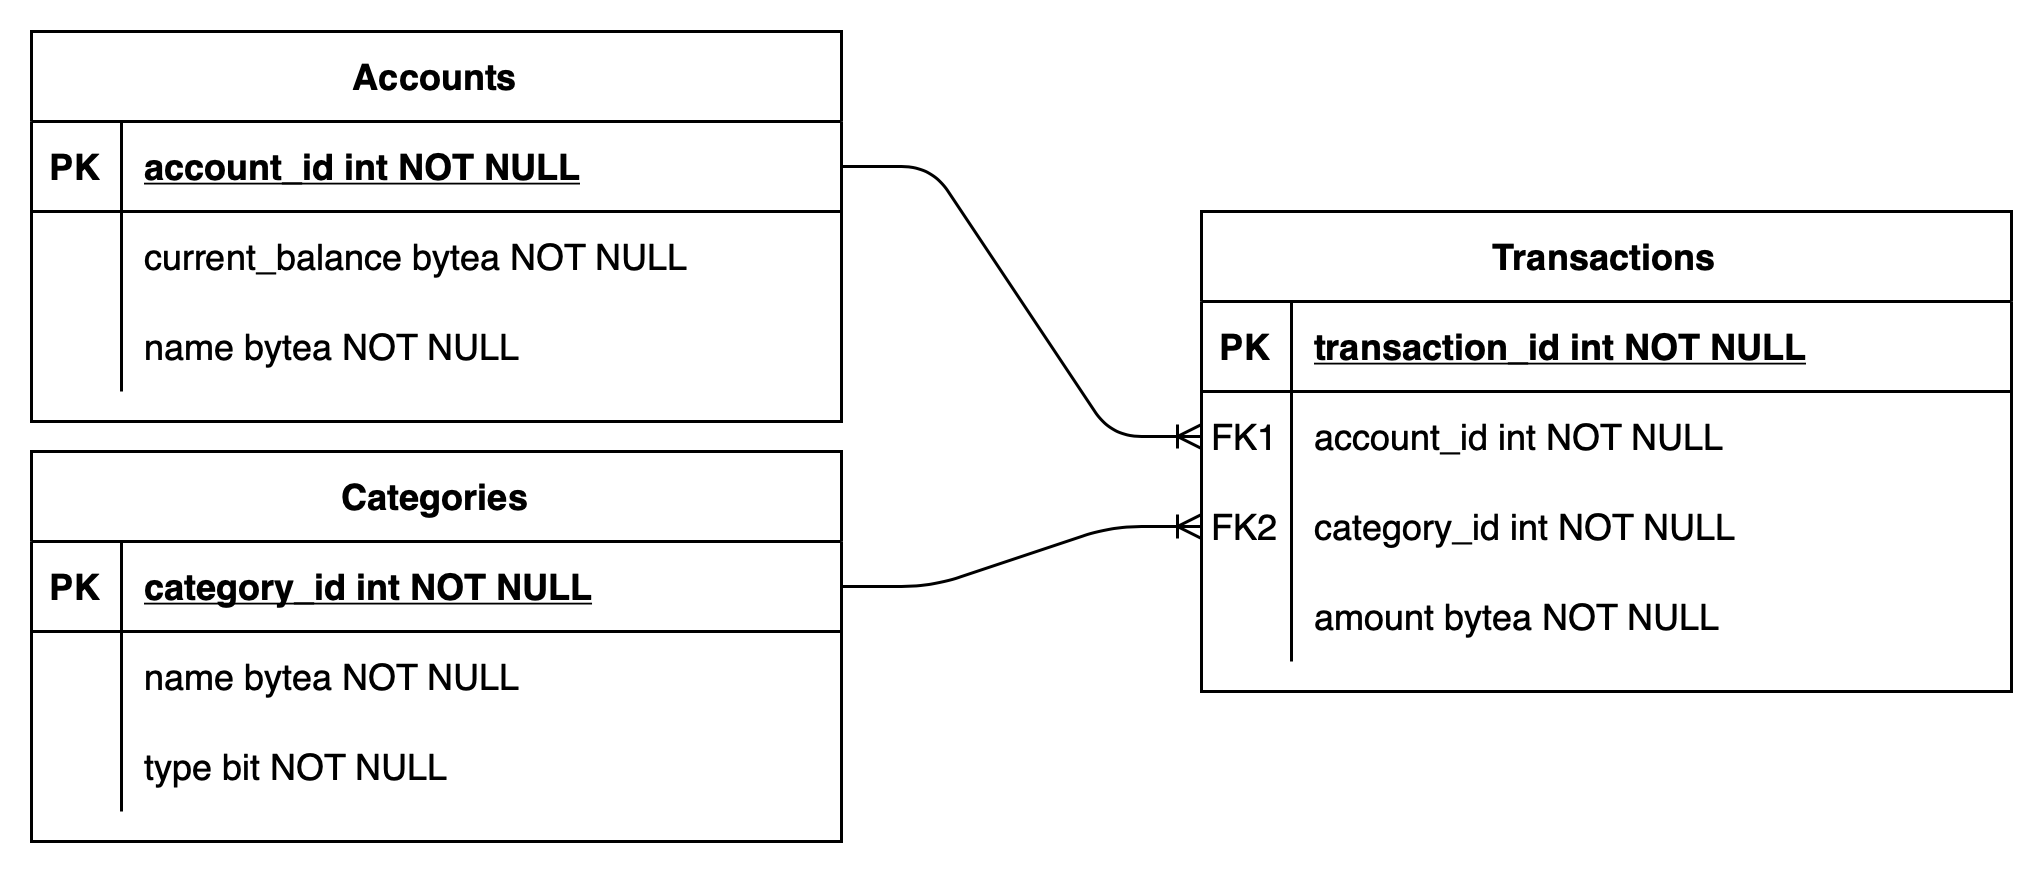 Accounts
PK account_id int NOT NULL
current_balance bytea NOT NULL
name bytea NOT NULL
Categories
PK category_id int NOT NULL
name bytea NOT NULL
type bit NOT NULL
Transactions
PK transaction_id int NOT NULL
FK1 account_id int NOT NULL
FK2 category_id int NOT NULL
amount bytea NOT NULL